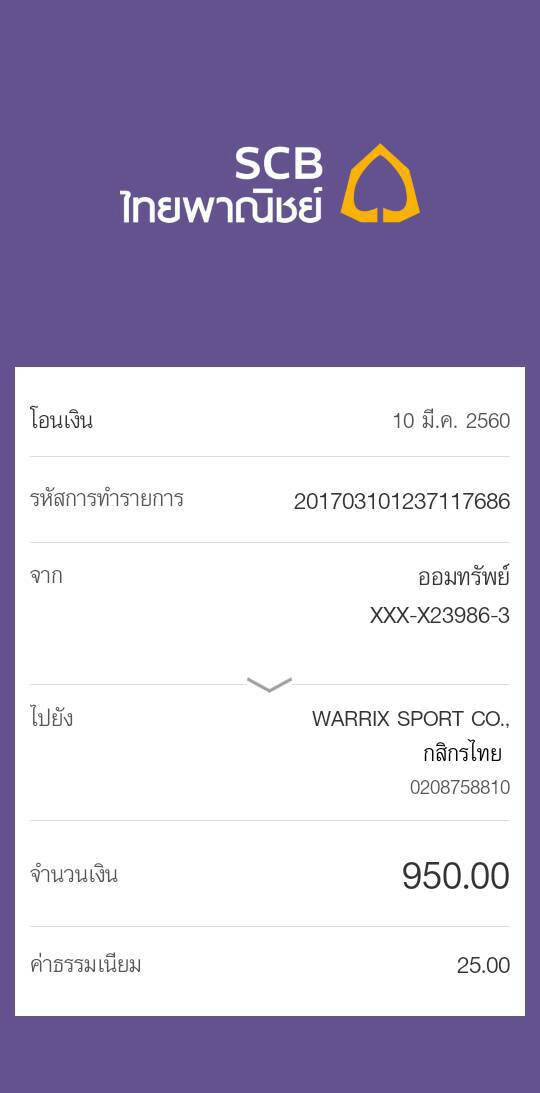 SCB
ไทยพาณิชย์
โอนเงิน 10 มี.ค. 2560
รหัสการทำรายการ 201703101237117686
จาก ออมทรัพย์
XXX-X23986-3
ไปยัง WARRIX SPORT CO.,
กสิกรไทย
0208758810
จำนวนเงิน 950.00
ค่าธรรมเนียม 25.00